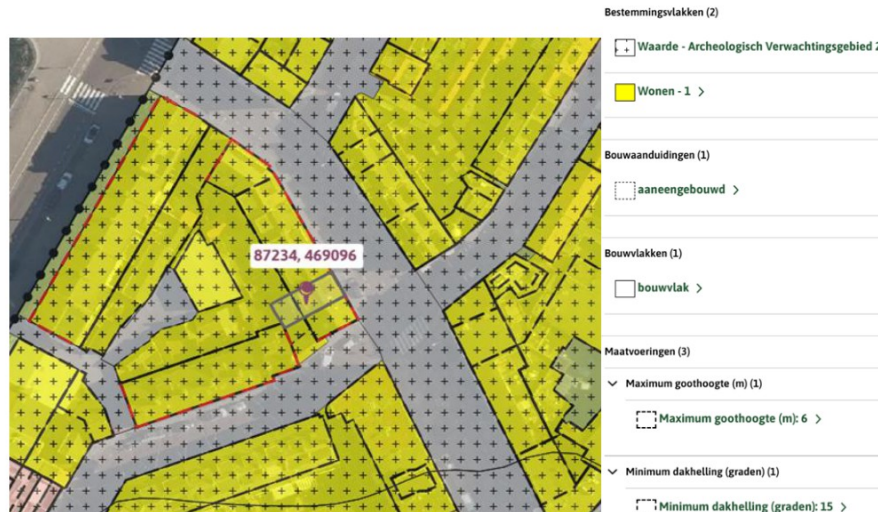 Bestemmingsvlakken (2)
Waarde - Archeologisch Verwachtingsgebied 2
Wonen - 1 >
Bouwaanduidingen (1)
aaneengebouwd >
Bouwvlakken (1)
bouwvlak >
Maatvoeringen (3)
Maximum goothoogte (m) (1)
Maximum goothoogte (m): 6 >
Minimum dakhelling (graden) (1)
Minimum dakhelling (graden): 15 >
87234, 469096